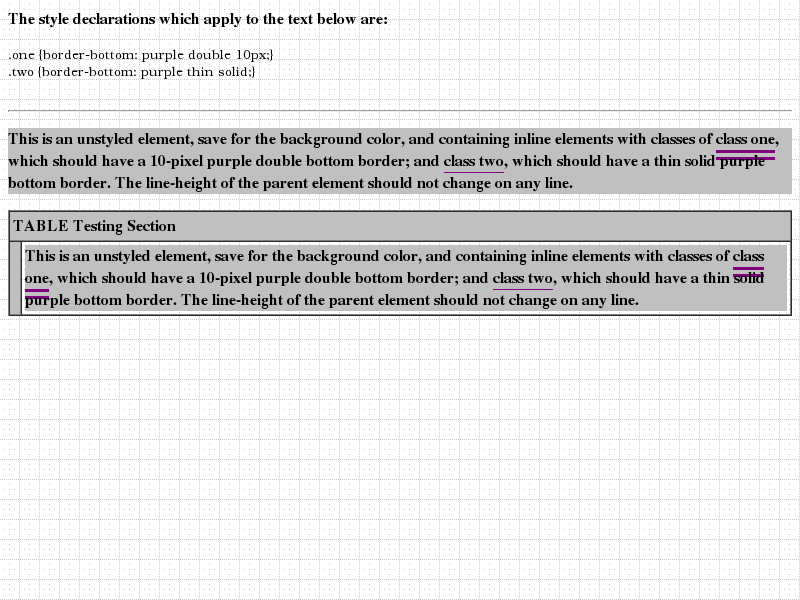 The style declarations which apply to the text below are:
.one {border-bottom: purple double 10px;}
.two {border-bottom: purple thin solid;}
This is an unstyled element, save for the background color, and containing inline elements with classes of class one,
which should have a 10-pixel purple double bottom border; and class two, which should have a thin solid purple
bottom border. The line-height of the parent element should not change on any line.
TABLE Testing Section
This is an unstyled element, save for the background color, and containing inline elements with classes of class
one, which should have a 10-pixel purple double bottom border; and class two, which should have a thin solid
purple bottom border. The line-height of the parent element should not change on any line.